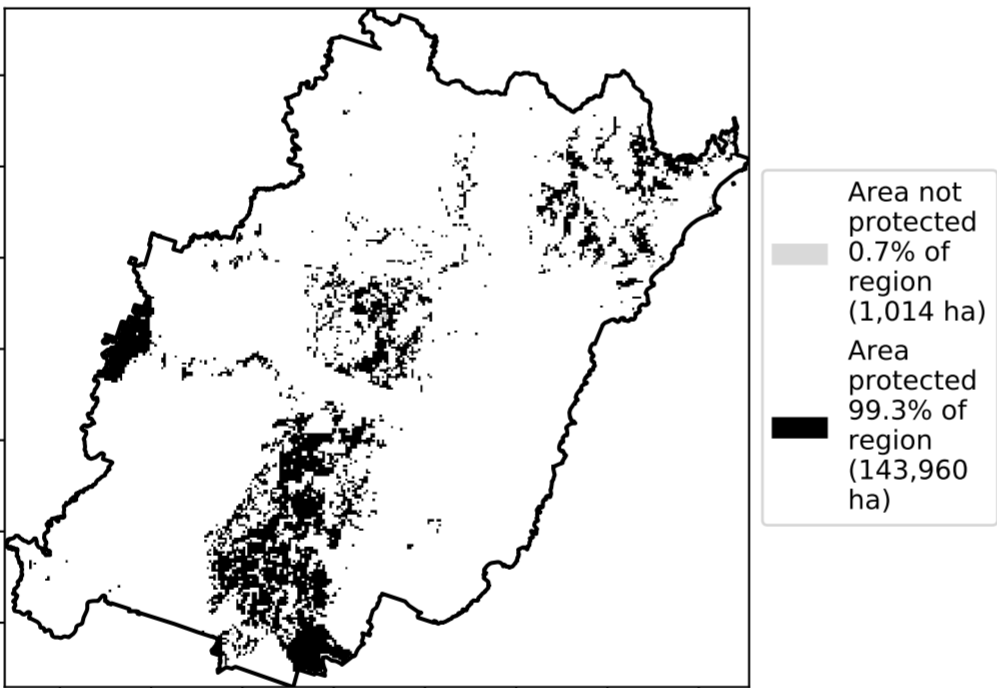 Area not
protected
0.7% of
region
(1,014 ha)
Area
protected
99.3% of
region
(143,960
ha)